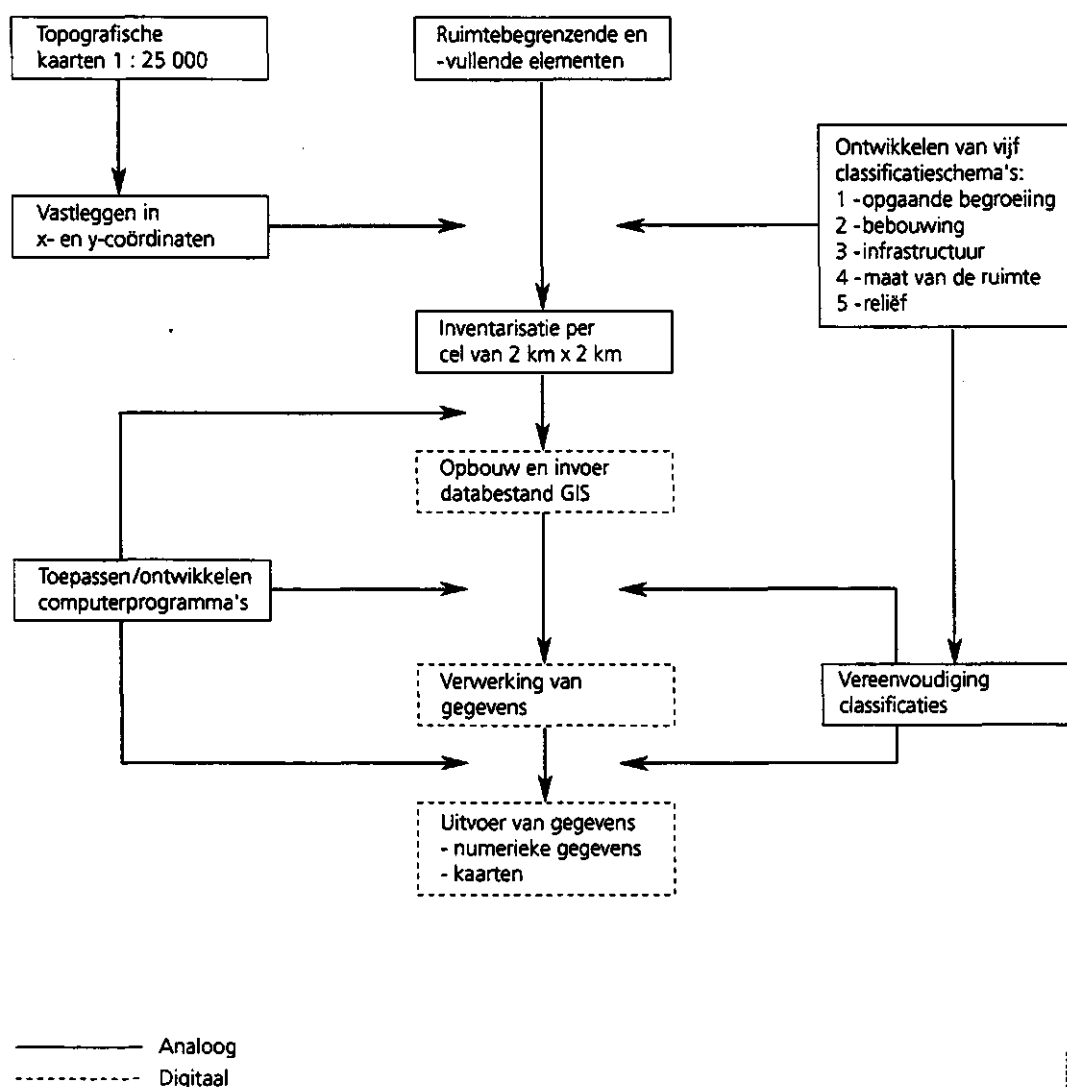 Topografische
kaarten 1 : 25 000
Ruimtebegrenzende en
-vullende elementen
Ontwikkelen van vijf
classificatieschema's:
1 -opgaande begroeiing
2 -bebouwing
3 -infrastructuur
4 -maat van de ruimte
5 -reliëf
Vastleggen in
x- en y-coördinaten
Inventarisatie per
cel van 2 km x 2 km
Opbouw en invoer
databestand GIS
Toepassen/ontwikkelen
computerprogramma's
Verwerking van
gegevens
Vereenvoudiging
classificaties
Uitvoer van gegevens
- numerieke gegevens
- kaarten
Analoog
Digitaal